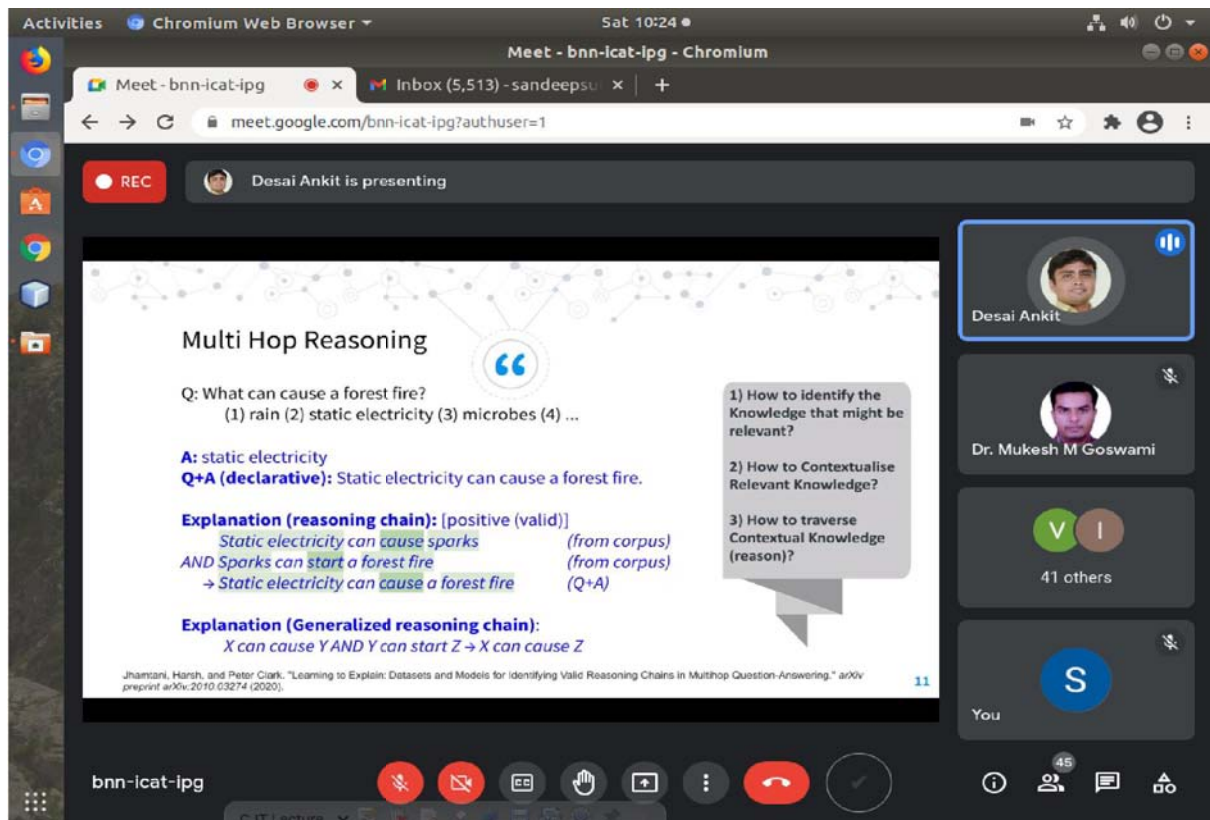 Activities Chromium Web Browser Sat 10:24
Meet - bnn-icat-ipg - Chromium
Meet - bnn-icat-ipg Inbox (5,513) - sandeepsu
meet.google.com/bnn-icat-ipg?authuser=1
REC Desai Ankit is presenting
Multi Hop Reasoning
Q: What can cause a forest fire?
(1) rain (2) static electricity (3) microbes (4) ...
A: static electricity
Q+A (declarative): Static electricity can cause a forest fire.
Explanation (reasoning chain): [positive (valid)]
Static electricity can cause sparks (from corpus)
AND Sparks can start a forest fire (from corpus)
→ Static electricity can cause a forest fire (Q+A)
Explanation (Generalized reasoning chain):
X can cause Y AND Y can start Z → X can cause Z
1) How to identify the
Knowledge that might be
relevant?
2) How to Contextualise
Relevant Knowledge?
3) How to traverse
Contextual Knowledge
(reason)?
Jhamtani, Harsh, and Peter Clark. "Learning to Explain: Datasets and Models for Identifying Valid Reasoning Chains in Multihop Question-Answering." arXiv
preprint arXiv:2010.03274 (2020).
11
Desai Ankit
Dr. Mukesh M Goswami
V I
41 others
S
You
bnn-icat-ipg
CC
45